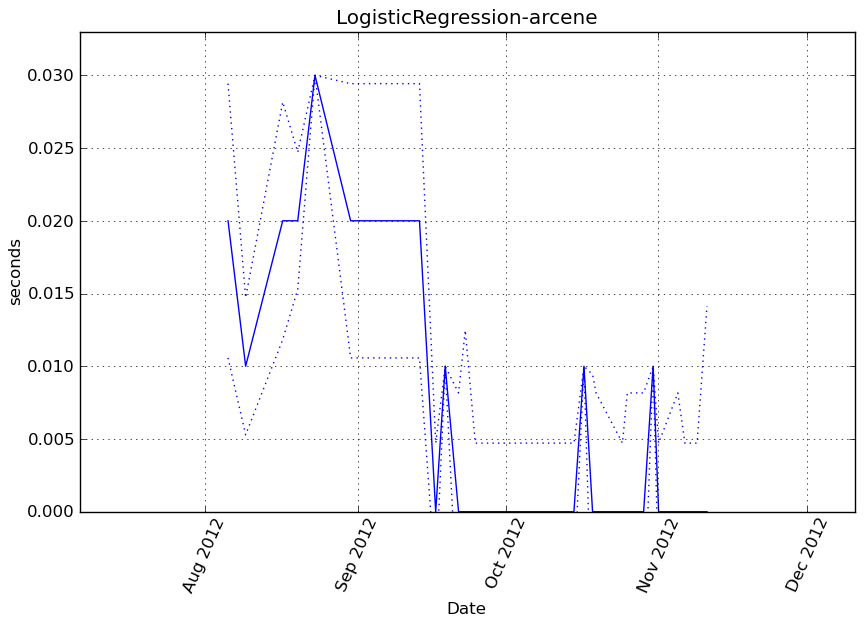 LogisticRegression-arcene
0.030
0.025
0.020
0.015
0.010
0.005
0.000
seconds
Aug 2012
Sep 2012
Oct 2012
Nov 2012
Dec 2012
Date